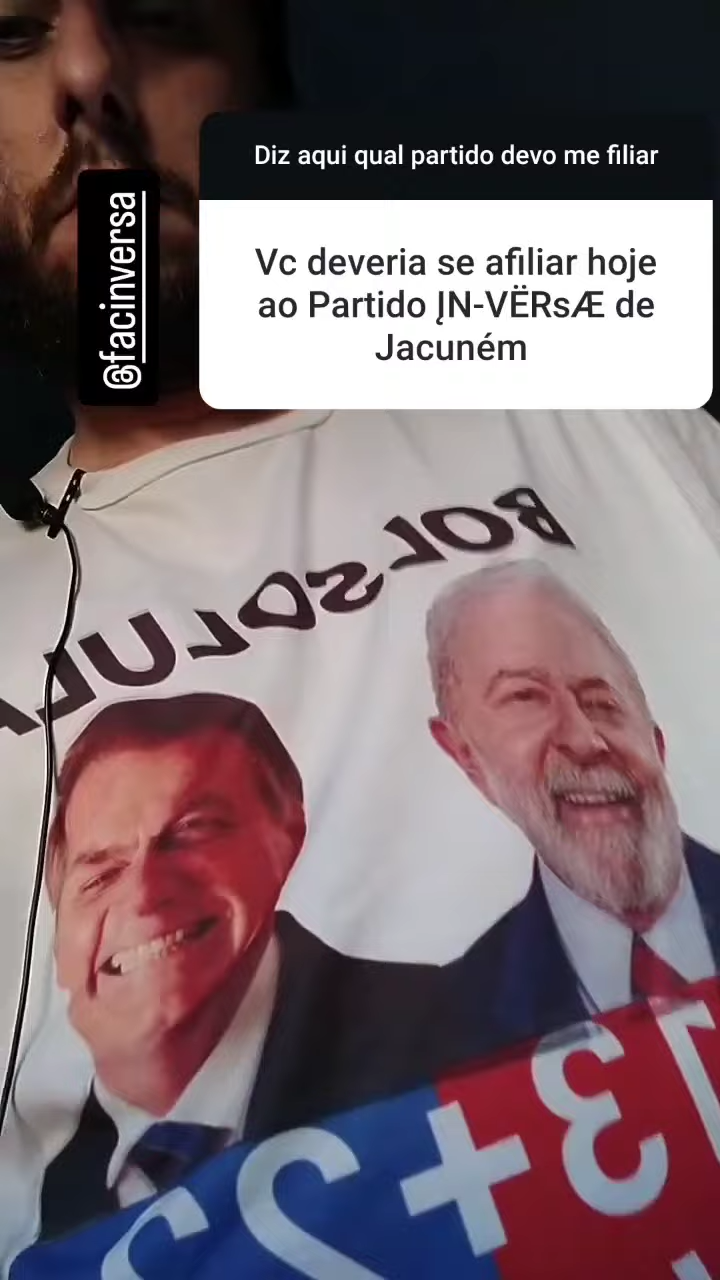 Diz aqui qual partido devo me filiar
Vc deveria se afiliar hoje
ao Partido ĮN-VËRsÆ de
Jacuném
@facinversa
BOLSOLULA
13+22